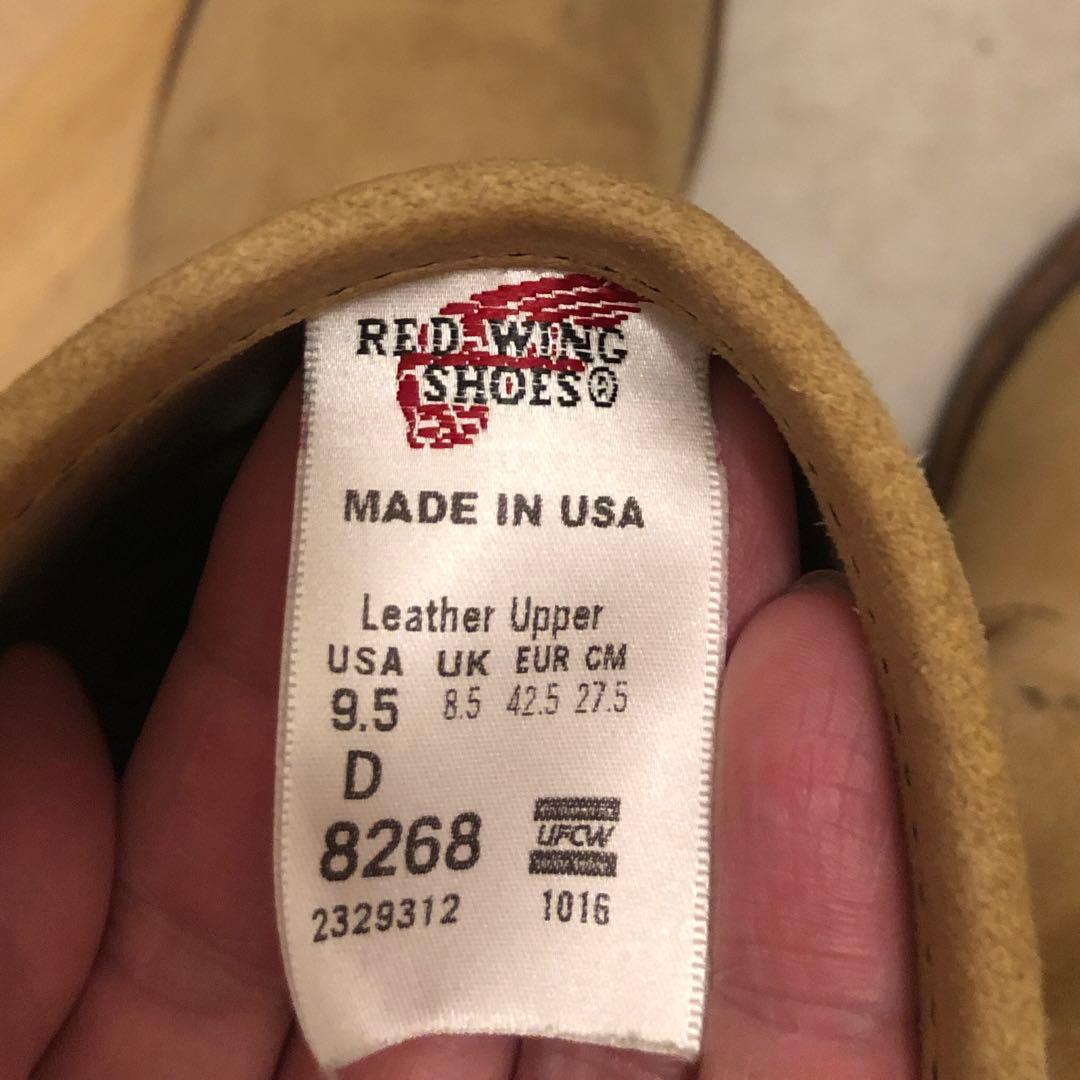 RED WING
SHOES®
MADE IN USA
Leather Upper
USA UK EUR CM
9.5 8.5 42.5 27.5
D
8268 UFCW
2329312 1016